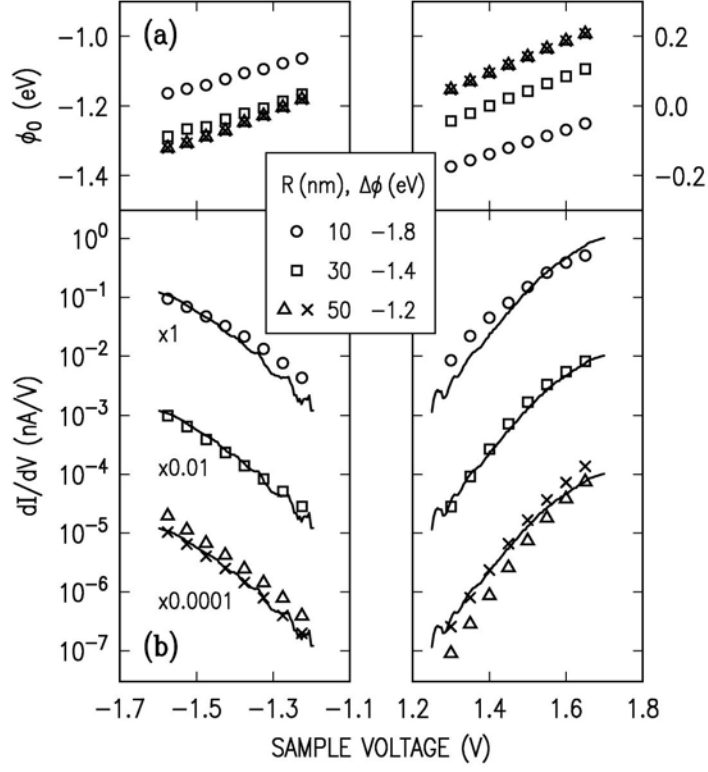 (a)
ϕ₀ (eV)
−1.0
−1.2
−1.4
0.2
0.0
−0.2
R (nm), Δϕ (eV)
○ 10 −1.8
□ 30 −1.4
△ × 50 −1.2
dI/dV (nA/V)
10⁰
10⁻¹
10⁻²
10⁻³
10⁻⁴
10⁻⁵
10⁻⁶
10⁻⁷
x1
x0.01
x0.0001
(b)
−1.7 −1.5 −1.3 −1.1 1.2 1.4 1.6 1.8
SAMPLE VOLTAGE (V)